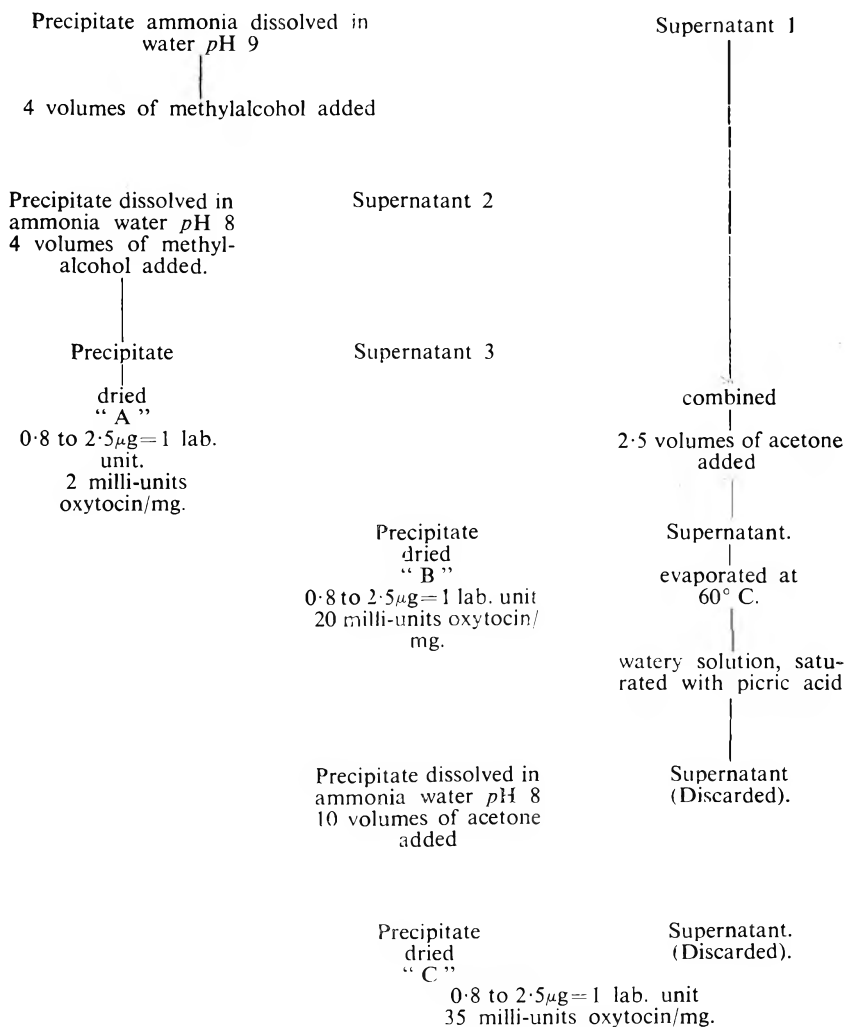 Precipitate ammonia dissolved in
water pH 9
Supernatant 1
4 volumes of methylalcohol added
Precipitate dissolved in
ammonia water pH 8
4 volumes of methyl-
alcohol added.
Supernatant 2
Precipitate
Supernatant 3
dried
“ A ”
0·8 to 2·5μg=1 lab.
unit.
2 milli-units
oxytocin/mg.
combined
2·5 volumes of acetone
added
Precipitate
dried
“ B ”
0·8 to 2·5μg=1 lab. unit
20 milli-units oxytocin/
mg.
Supernatant.
evaporated at
60° C.
watery solution, satu-
rated with picric acid
Precipitate dissolved in
ammonia water pH 8
10 volumes of acetone
added
Supernatant
(Discarded).
Precipitate
dried
“ C ”
0·8 to 2·5μg=1 lab. unit
35 milli-units oxytocin/mg.
Supernatant.
(Discarded).